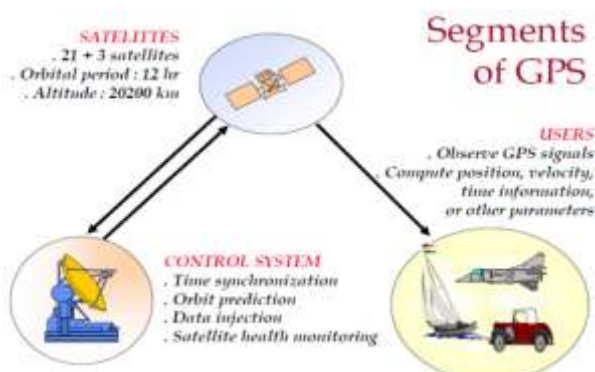 Segments
of GPS
SATELITTES
. 21 + 3 satellites
. Orbital period : 12 hr
. Altitude : 20200 km
USERS
. Observe GPS signals
. Compute position, velocity,
time information,
or other parameters
CONTROL SYSTEM
. Time synchronization
. Orbit prediction
. Data injection
. Satellite health monitoring